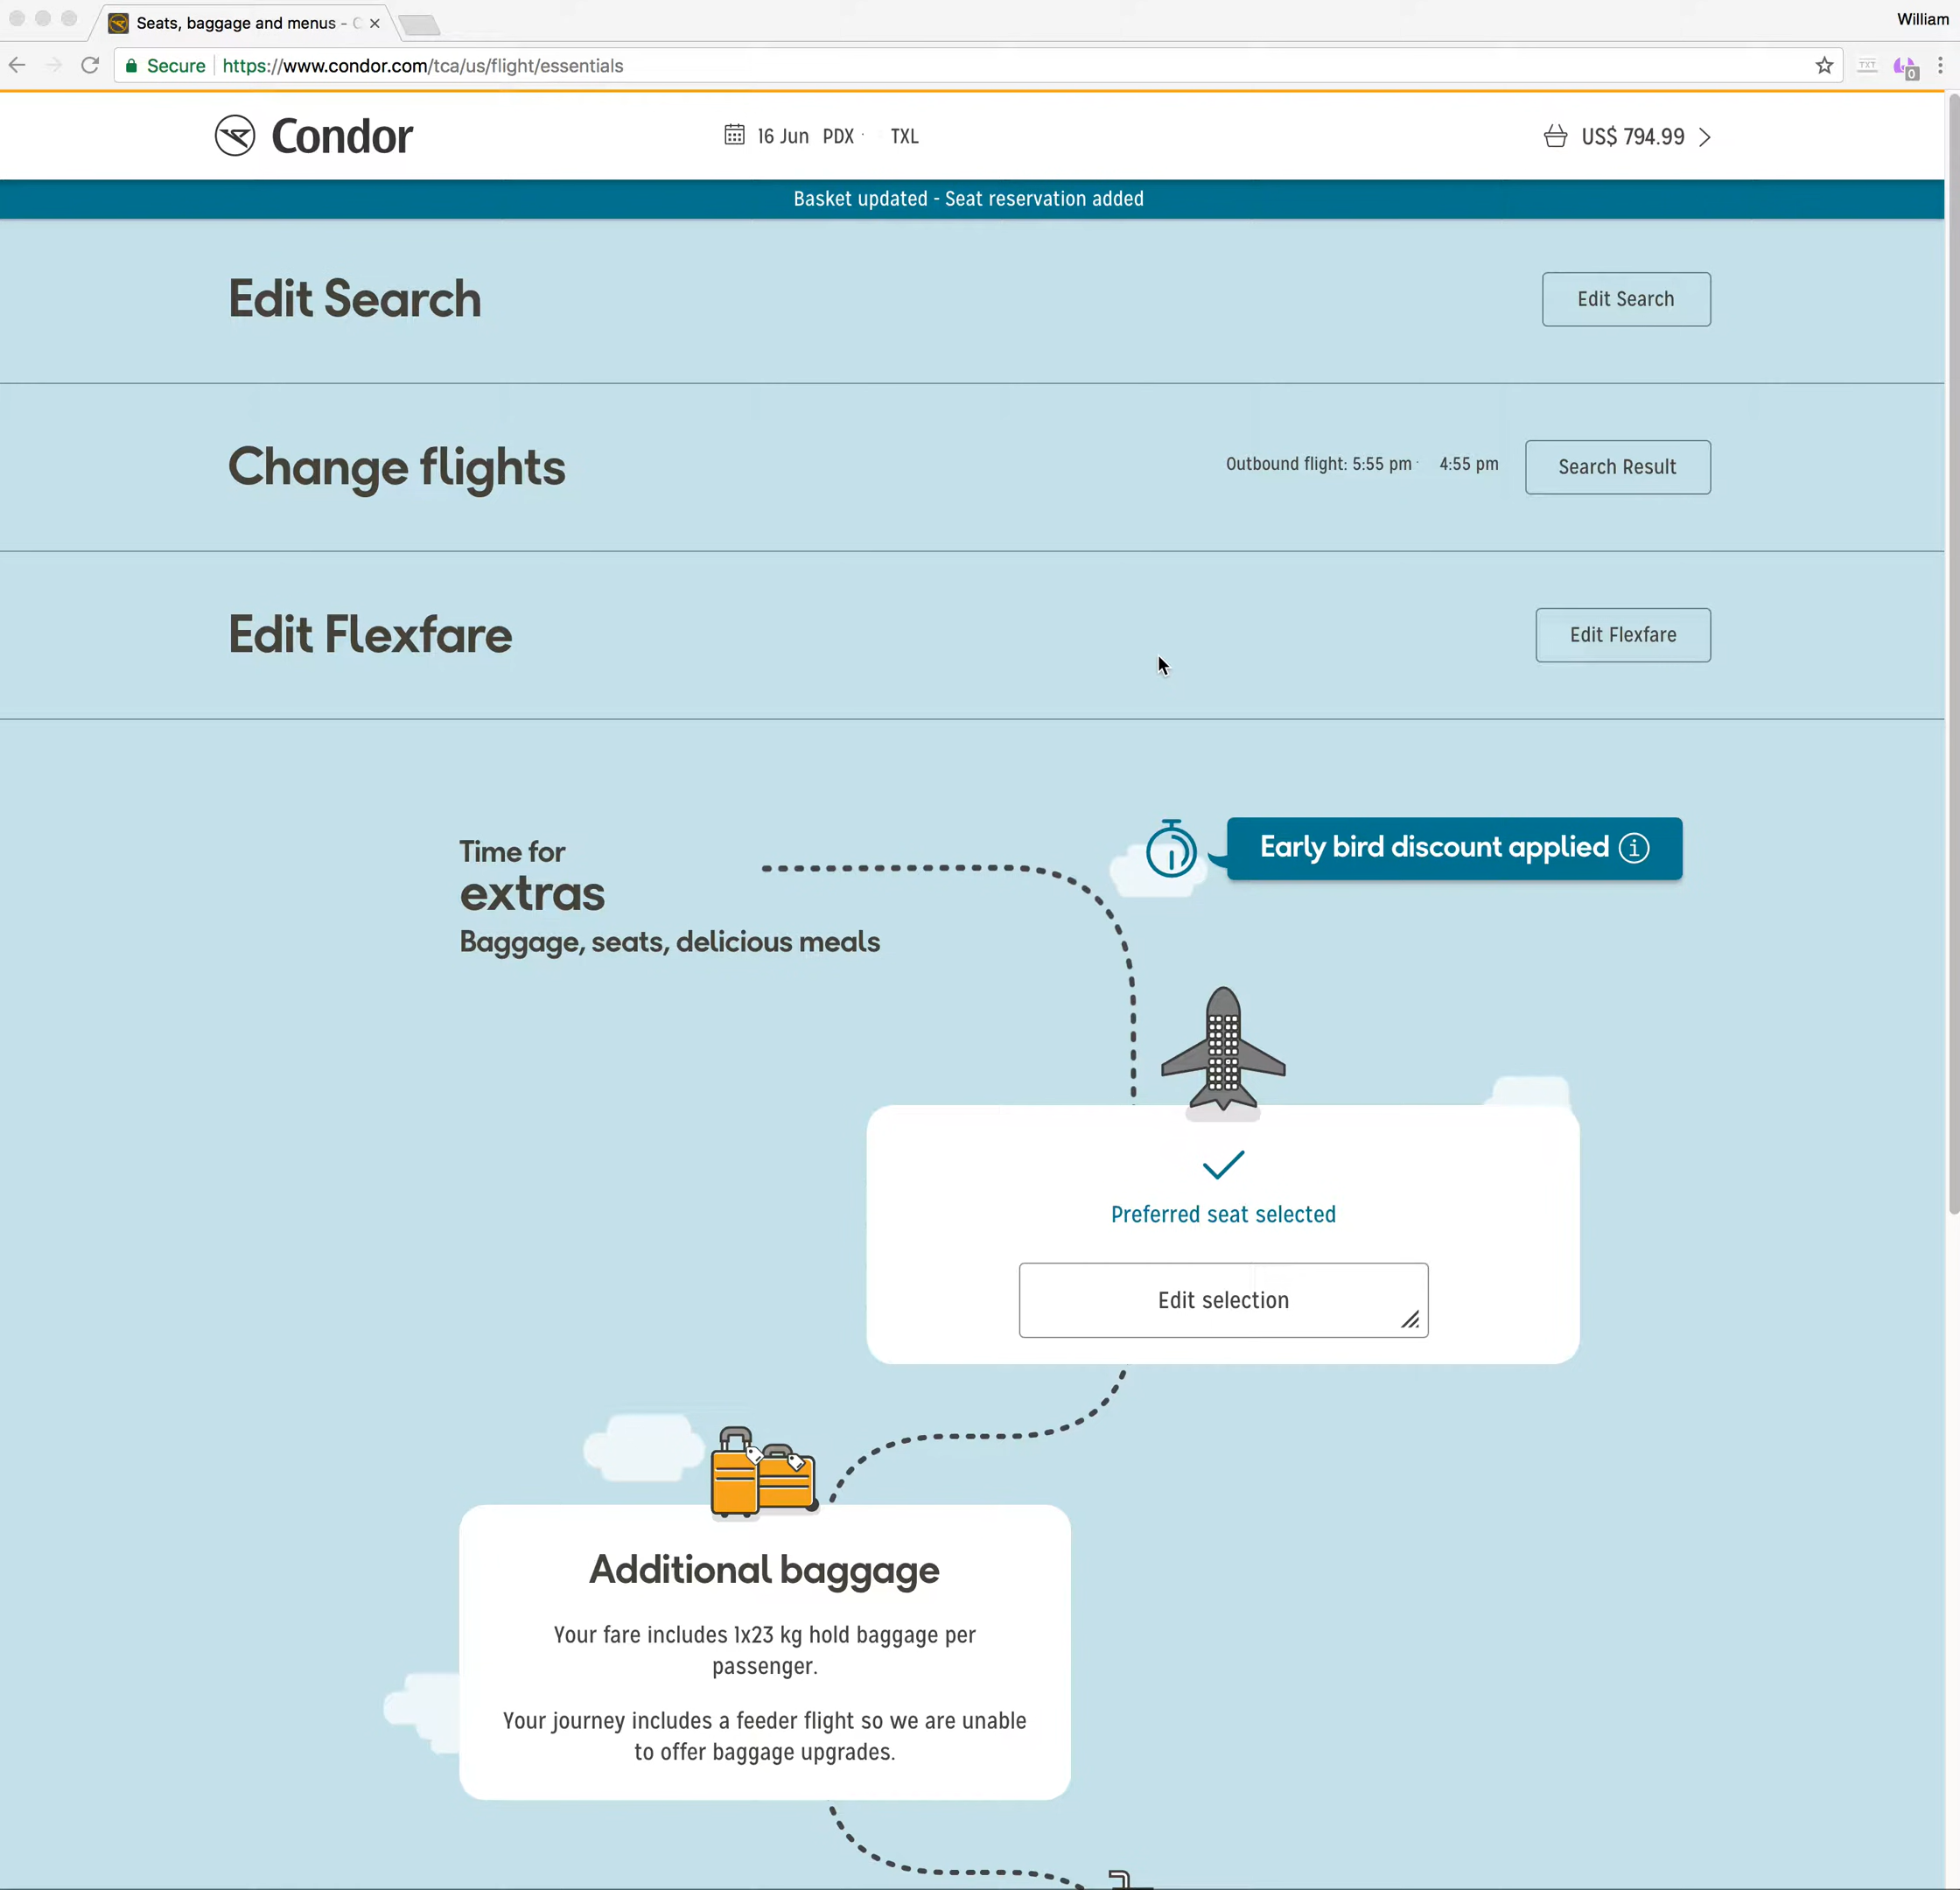 Seats, baggage and menus - C
William
Secure https://www.condor.com/tca/us/flight/essentials
TXT
0
Condor
16 Jun PDX TXL
US$ 794.99
Basket updated - Seat reservation added
Edit Search
Edit Search
Change flights
Outbound flight: 5:55 pm 4:55 pm
Search Result
Edit Flexfare
Edit Flexfare
Time for
extras
Baggage, seats, delicious meals
Early bird discount applied
Preferred seat selected
Edit selection
Additional baggage
Your fare includes 1x23 kg hold baggage per
passenger.
Your journey includes a feeder flight so we are unable
to offer baggage upgrades.